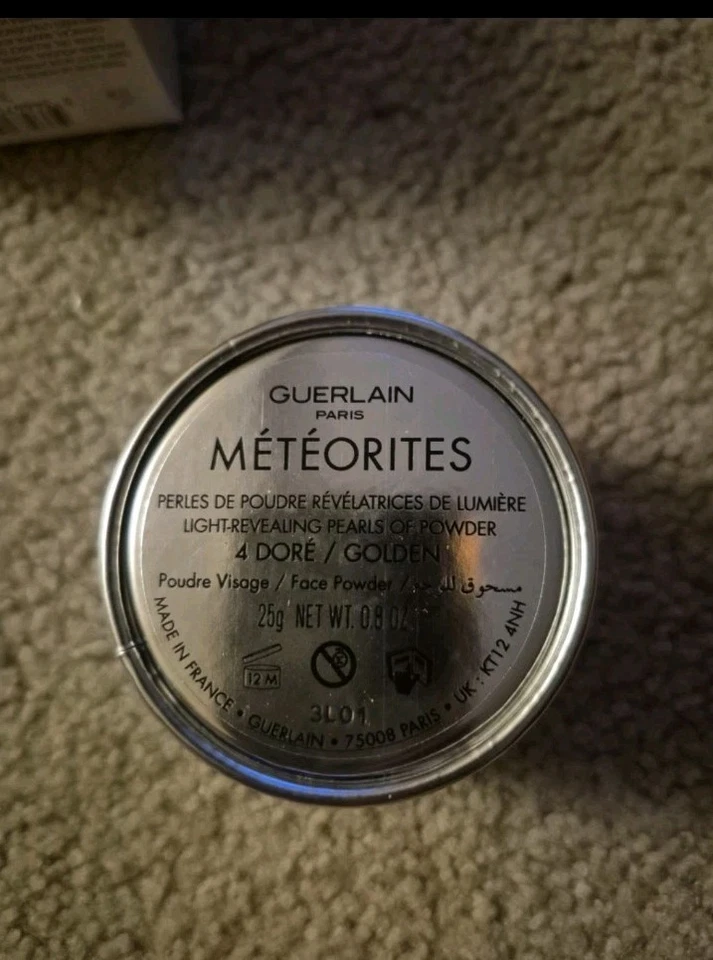 GUERLAIN
PARIS
MÉTÉORITES
PERLES DE POUDRE RÉVÉLATRICES DE LUMIÈRE
LIGHT-REVEALING PEARLS OF POWDER
4 DORÉ / GOLDEN
Poudre Visage / Face Powder / مسحوق للوجه
25g NET WT. 0.8 OZ
12 M
3L01
MADE IN FRANCE • GUERLAIN • 75008 PARIS • UK : KT12 4NH